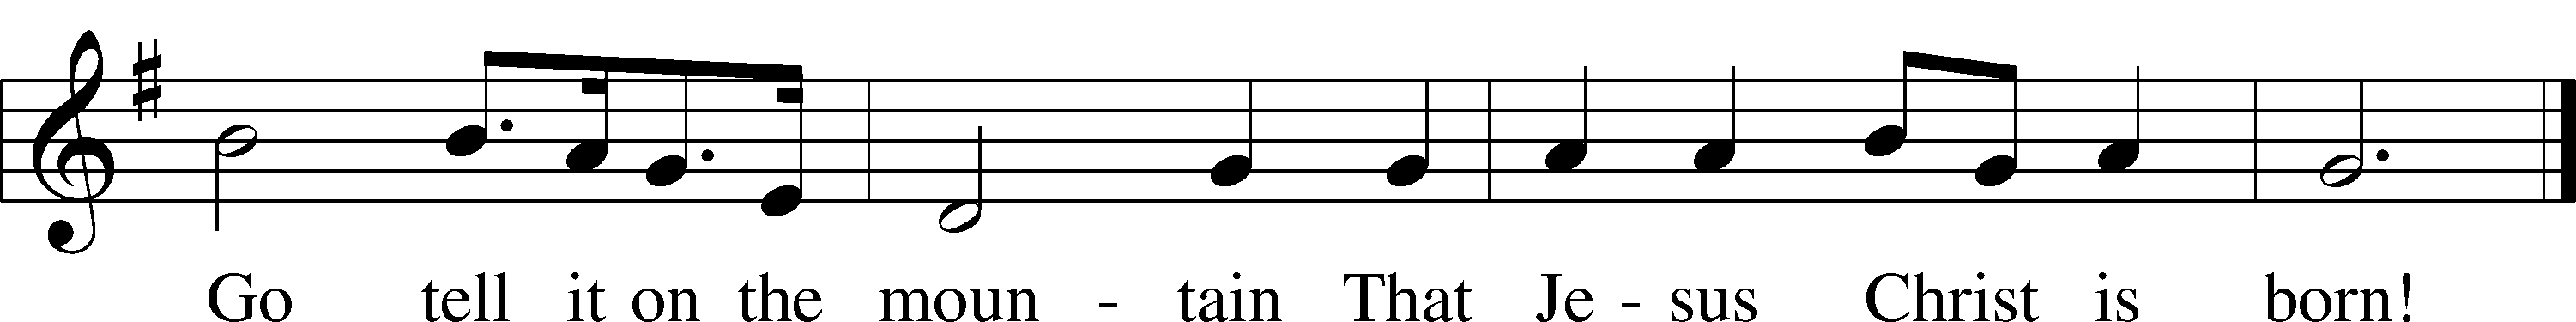 Go tell it on the moun - tain That Je - sus Christ is born!